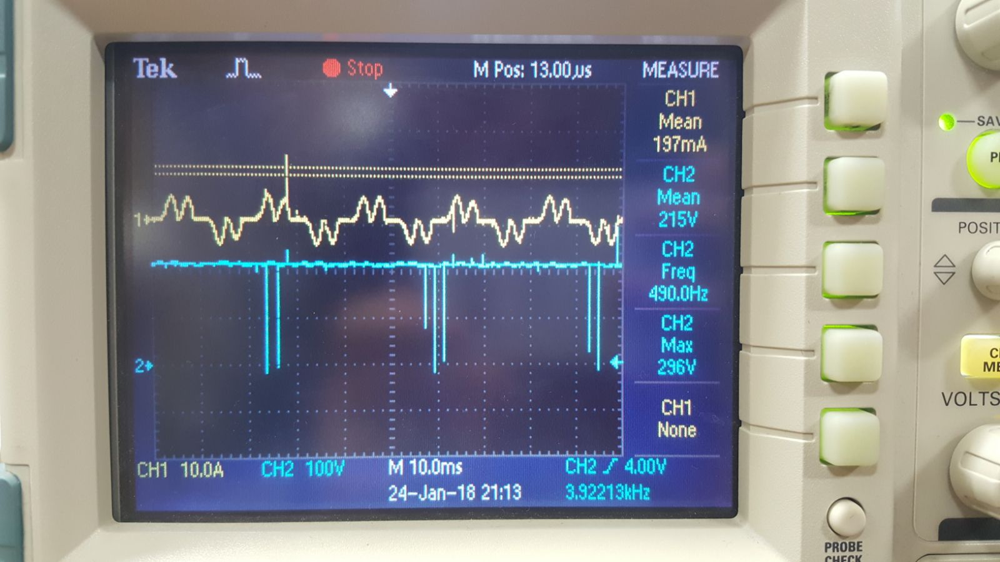 Tek Stop M Pos: 13.00µs MEASURE
CH1
Mean
197mA
CH2
Mean
215V
CH2
Freq
490.0Hz
CH2
Max
296V
CH1
None
1
2
CH1 10.0A CH2 100V M 10.0ms CH2 4.00V
24-Jan-18 21:13 3.92213kHz
SAV
POSIT
VOLTS
PROBE
CHECK